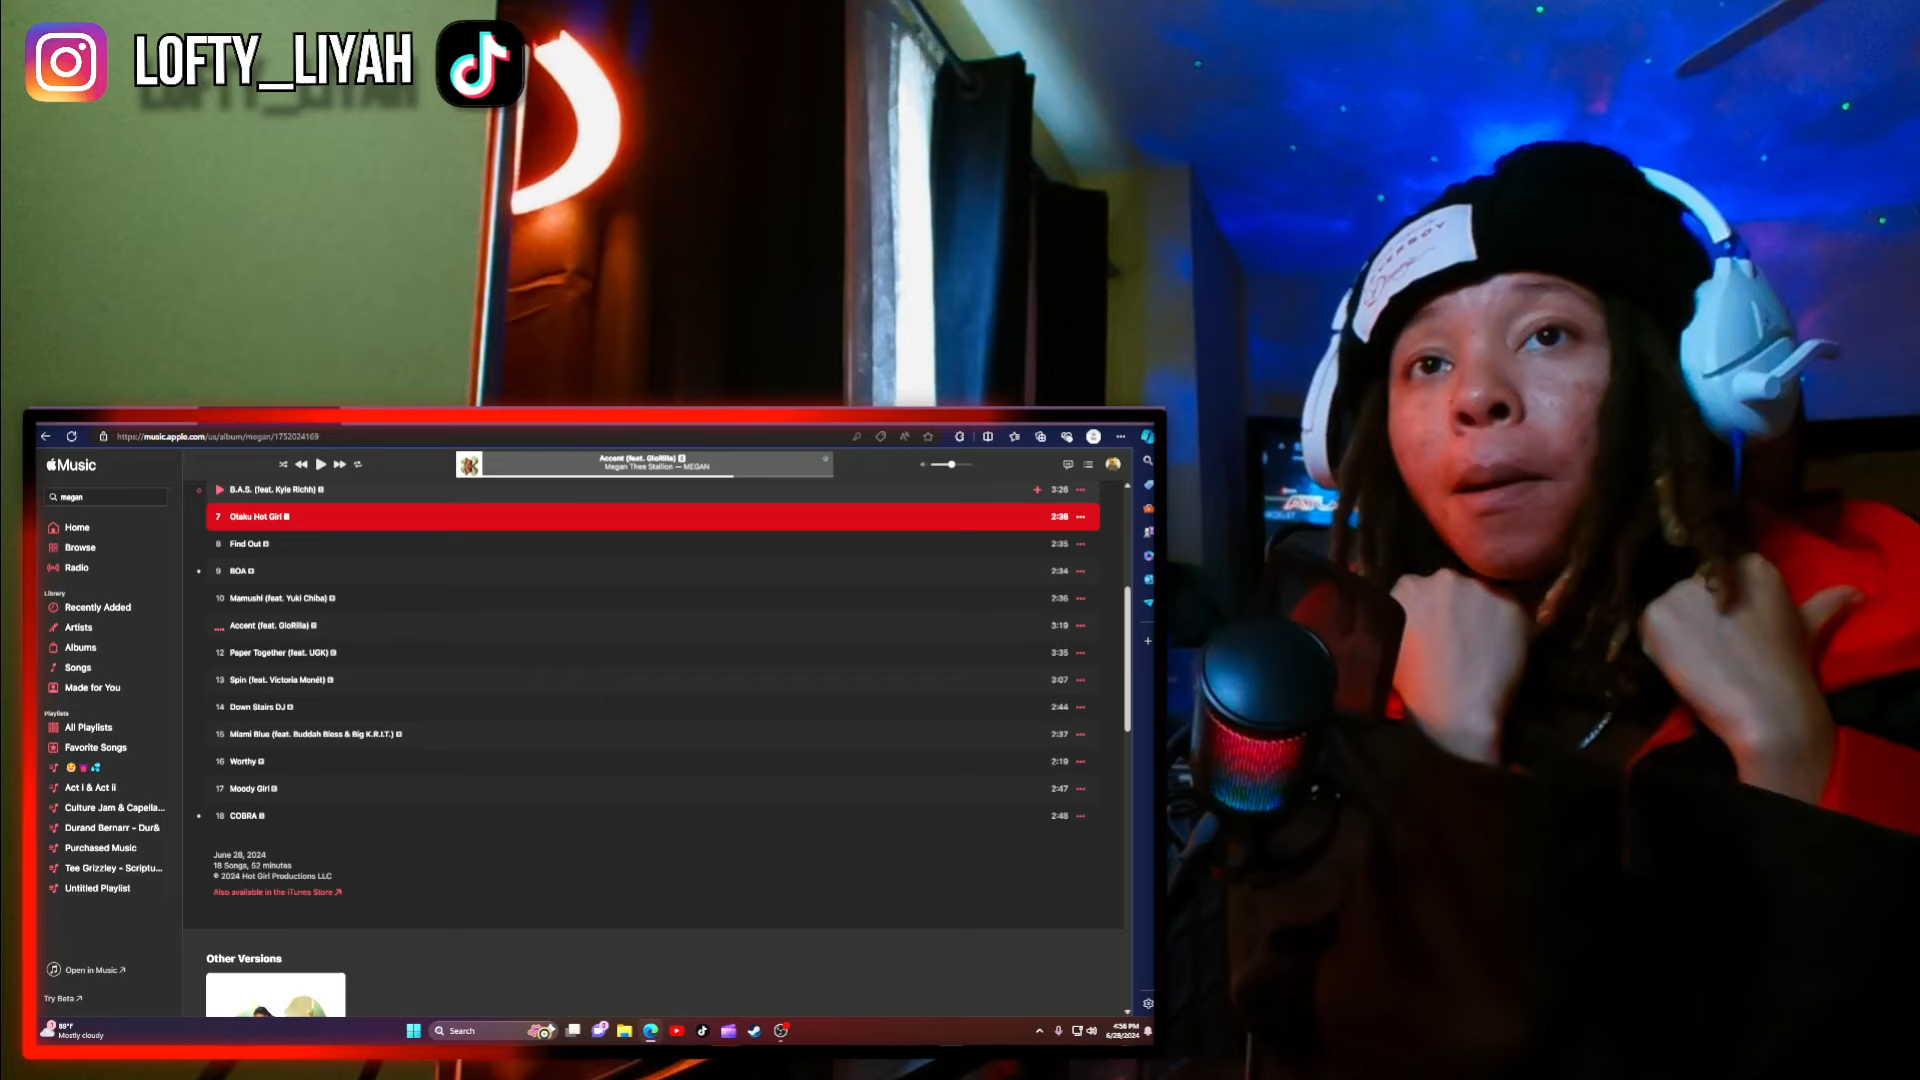 LOFTY_LIYAH
https://music.apple.com/us/album/megan/1752024169
Music
Accent (feat. GloRilla) E
Megan Thee Stallion — MEGAN
megan
Home
Browse
Radio
Library
Recently Added
Artists
Albums
Songs
Made for You
Playlists
All Playlists
Favorite Songs
Act i & Act ii
Culture Jam & Capella...
Durand Bernarr - Dur&
Purchased Music
Tee Grizzley - Scriptu...
Untitled Playlist
Open in Music ↗
Try Beta ↗
B.A.S. (feat. Kyle Richh) E 3:26
7 Otaku Hot Girl E 2:38
8 Find Out E 2:35
9 BOA E 2:34
10 Mamushi (feat. Yuki Chiba) E 2:36
Accent (feat. GloRilla) E 3:19
12 Paper Together (feat. UGK) E 3:35
13 Spin (feat. Victoria Monét) E 3:07
14 Down Stairs DJ E 2:44
15 Miami Blue (feat. Buddah Bless & Big K.R.I.T.) E 2:37
16 Worthy E 2:19
17 Moody Girl E 2:47
18 COBRA E 2:48
June 28, 2024
18 Songs, 52 minutes
℗ 2024 Hot Girl Productions LLC
Also available in the iTunes Store ↗
Other Versions
89°F
Mostly cloudy
Search
4:56 PM
6/28/2024